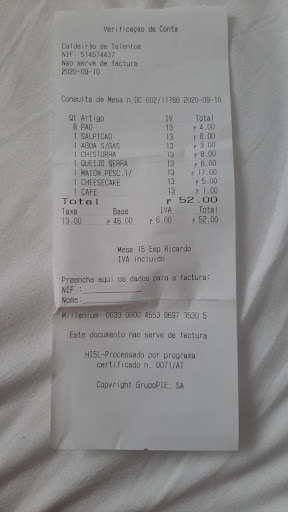 Verificaçao de Conta
Caldeirão de Talentos
NIF: 514574437
Nao serve de factura
2020-09-10
Consulta de Mesa n.DC 002/11766 2020-09-10
Qt Artigo IV Total
8 PAO 13 r 4.00
1 SALPICAO 13 r 8.00
1 AGUA S/GAS 13 r 3.00
1 CHISTORRA 13 r 8.00
1 QUEIJO SERRA 13 r 6.00
1 MAION.PESC.1/ 13 r 17.00
1 CHEESECAKE 13 r 5.00
1 CAFE 13 r 1.00
Total r 52.00
Taxa Base IVA Total
13.00 r 46.00 r 6.00 r 52.00
Mesa 15 Emp Ricardo
IVA incluido
Preencha aqui os dados para a factura:
NIF :
Nome:
Millenium- 0033 0000 4553 9697 3530 5
Este documento nao serve de factura
HISL-Processado por programa
certificado n. 0071/AT
Copyright GrupoPIE, SA